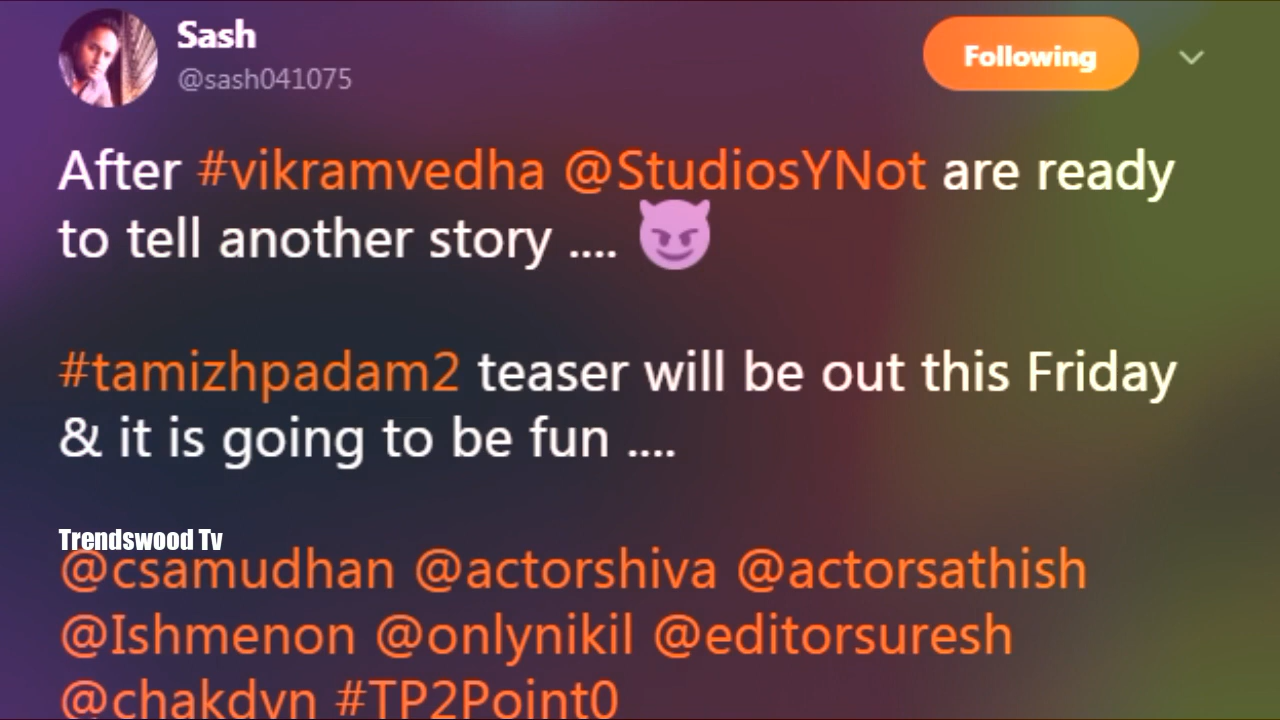 Sash
@sash041075
Following
After #vikramvedha @StudiosYNot are ready
to tell another story .... 😈
#tamizhpadam2 teaser will be out this Friday
& it is going to be fun ....
Trendswood Tv
@csamudhan @actorshiva @actorsathish
@Ishmenon @onlynikil @editorsuresh
@chakdyn #TP2Point0